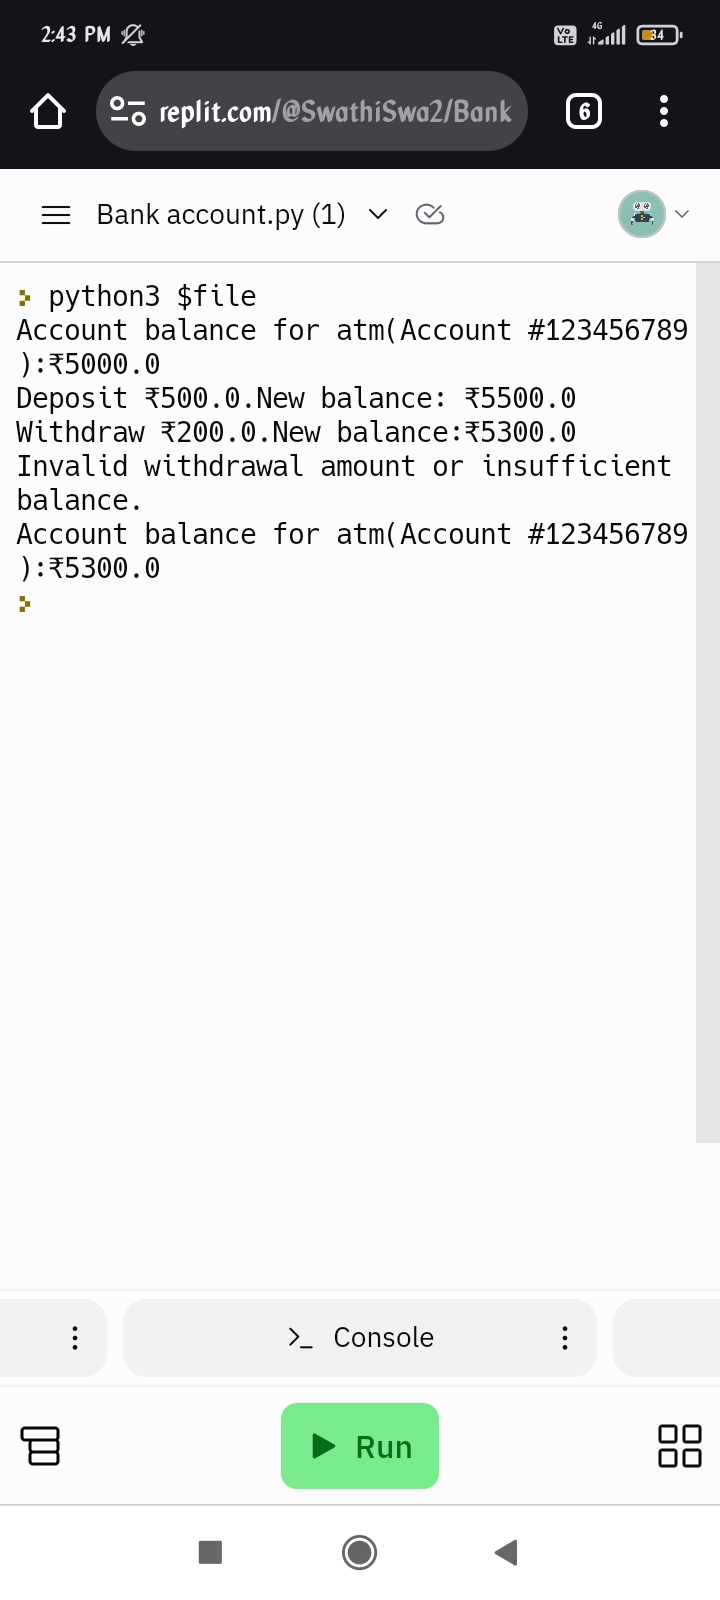 2:43 PM
Vo LTE 4G 34
replit.com/@SwathiSwa2/Bank
6
Bank account.py (1)
python3 $file
Account balance for atm(Account #123456789
):₹5000.0
Deposit ₹500.0.New balance: ₹5500.0
Withdraw ₹200.0.New balance:₹5300.0
Invalid withdrawal amount or insufficient
balance.
Account balance for atm(Account #123456789
):₹5300.0
Console
Run